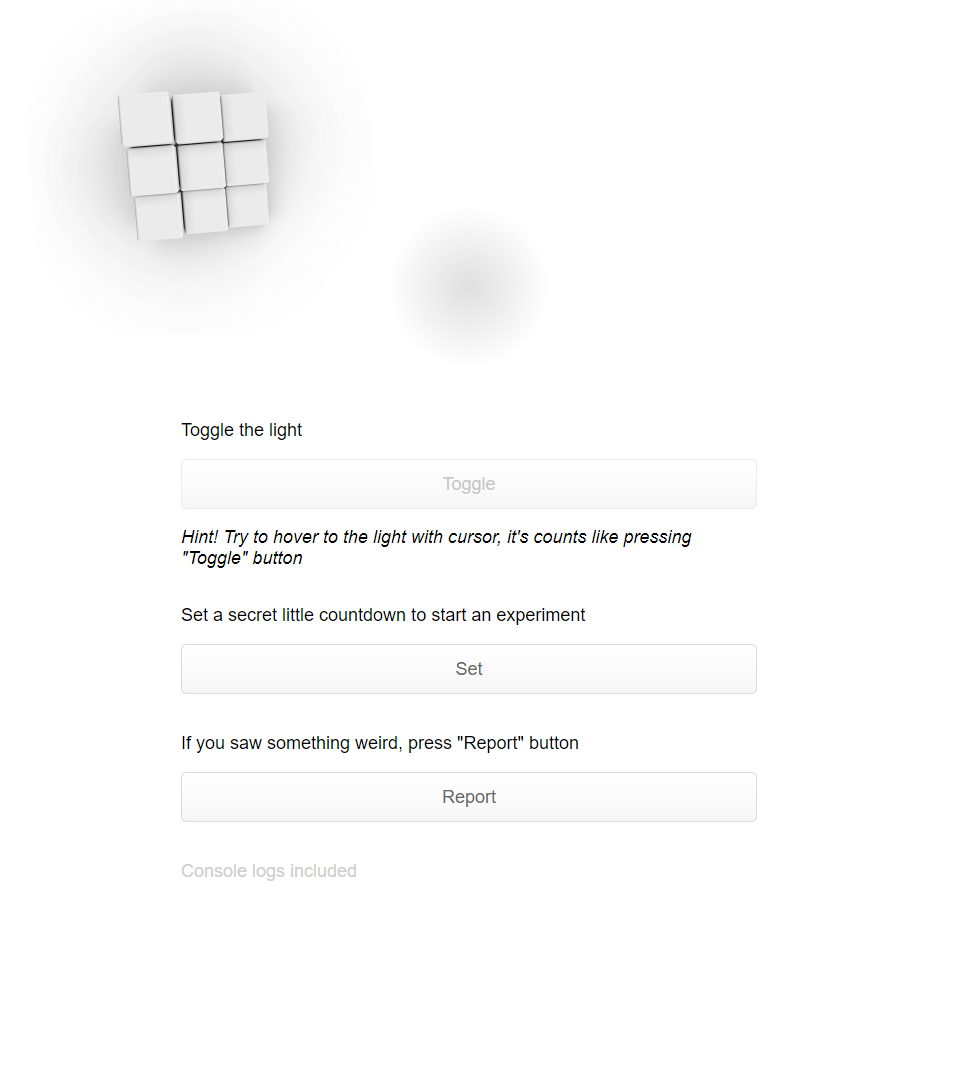 Toggle the light
Toggle
Hint! Try to hover to the light with cursor, it's counts like pressing
"Toggle" button
Set a secret little countdown to start an experiment
Set
If you saw something weird, press "Report" button
Report
Console logs included